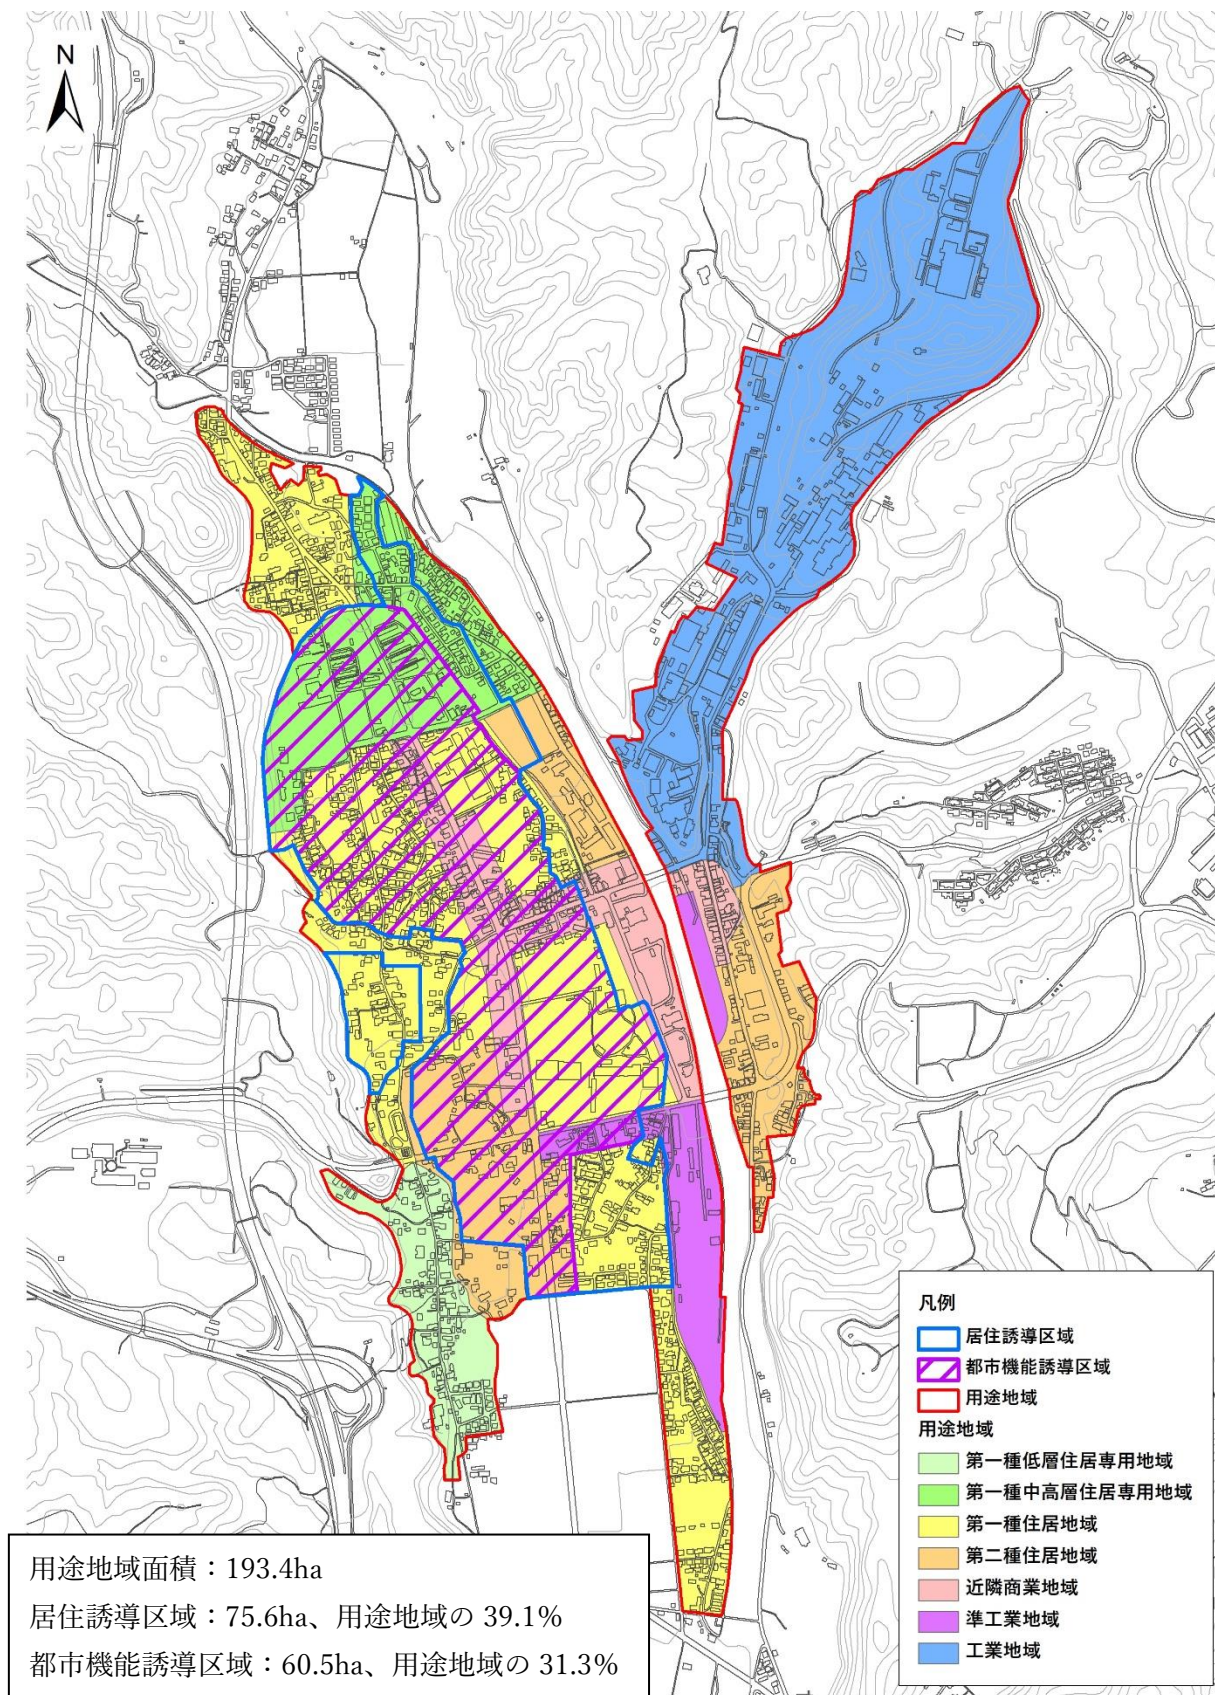 N
凡例
居住誘導区域
都市機能誘導区域
用途地域
用途地域
第一種低層住居専用地域
第一種中高層住居専用地域
第一種住居地域
第二種住居地域
近隣商業地域
準工業地域
工業地域
用途地域面積：193.4ha
居住誘導区域：75.6ha、用途地域の 39.1%
都市機能誘導区域：60.5ha、用途地域の 31.3%